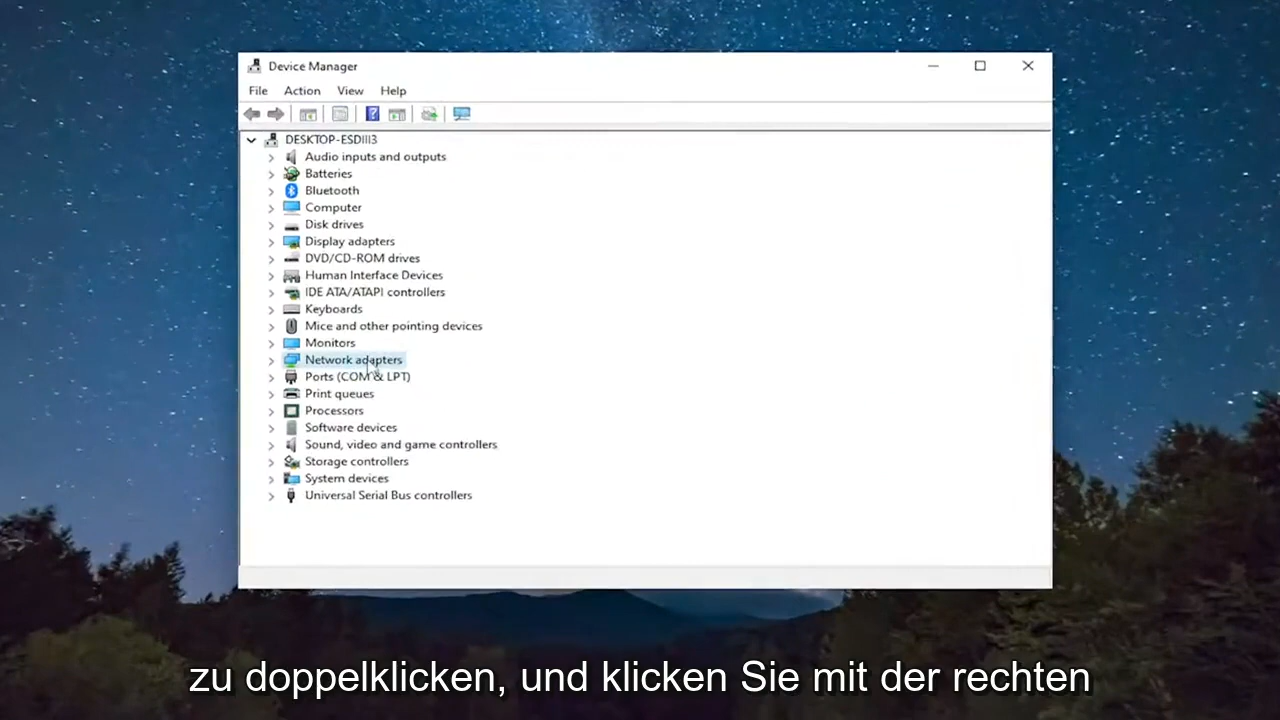 Device Manager
File Action View Help
DESKTOP-ESDIII3
Audio inputs and outputs
Batteries
Bluetooth
Computer
Disk drives
Display adapters
DVD/CD-ROM drives
Human Interface Devices
IDE ATA/ATAPI controllers
Keyboards
Mice and other pointing devices
Monitors
Network adapters
Ports (COM & LPT)
Print queues
Processors
Software devices
Sound, video and game controllers
Storage controllers
System devices
Universal Serial Bus controllers
zu doppelklicken, und klicken Sie mit der rechten